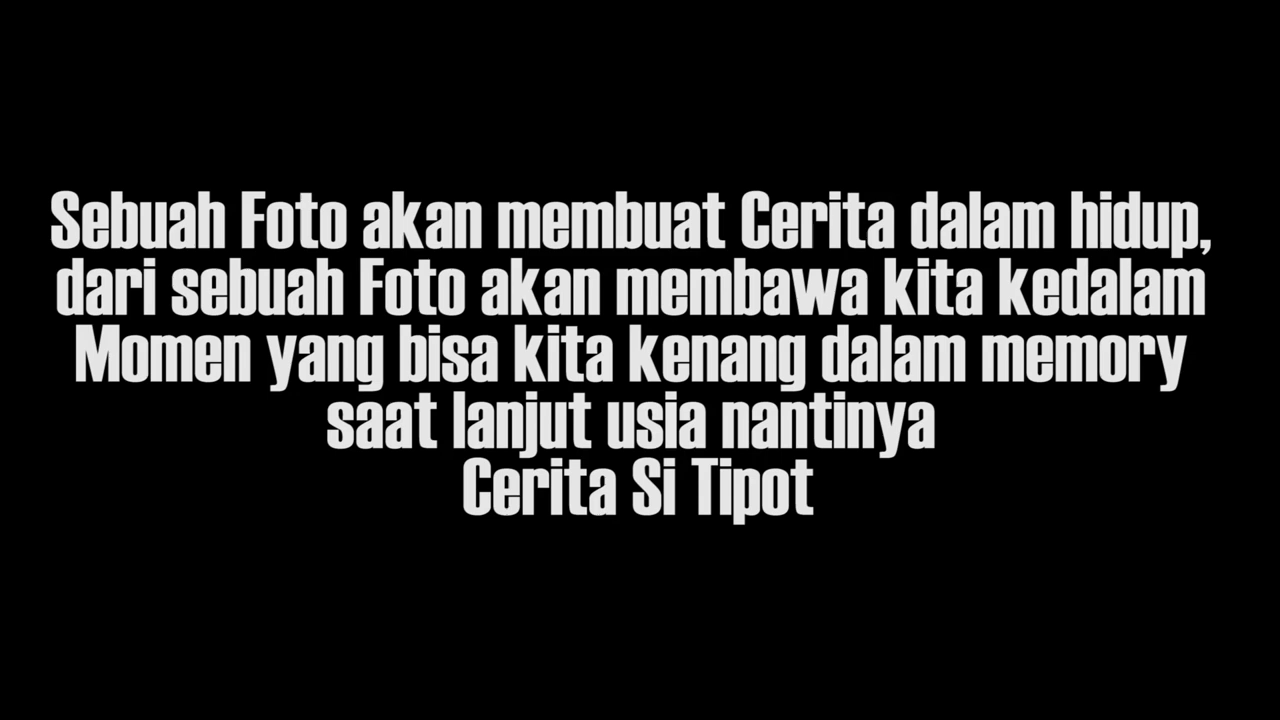 Sebuah Foto akan membuat Cerita dalam hidup,
dari sebuah Foto akan membawa kita kedalam
Momen yang bisa kita kenang dalam memory
saat lanjut usia nantinya
Cerita Si Tipot